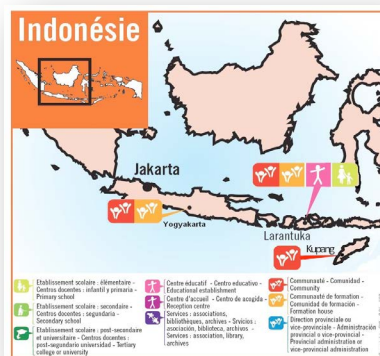 Indonésie
Jakarta
Yogyakarta
Larantuka
Kupang
Etablissement scolaire : élémentaire -
Centros docentes : infantil y primaria -
Primary school
Etablissement scolaire : secondaire -
Centros docentes : segundaria -
Secondary school
Etablissement scolaire : post-secondaire
et universitaire - Centros docentes :
post-segundario universidad - Tertiary
college or university
Centre éducatif - Centro educativo -
Educational establishment
Centre d'accueil - Centro de acogida -
Reception centre
Services : associations,
bibliothèques, archives - Srvicios :
asociación, biblioteca, archivos -
Services : association, library,
archives
Communauté - Comunidad -
Community
Communauté de formation -
Comunidad de formación -
Formation house
Direction provinciale ou
vice-provinciale - Administración
provincial o vice-provincial -
Provincial administration or
vice-provincial administration